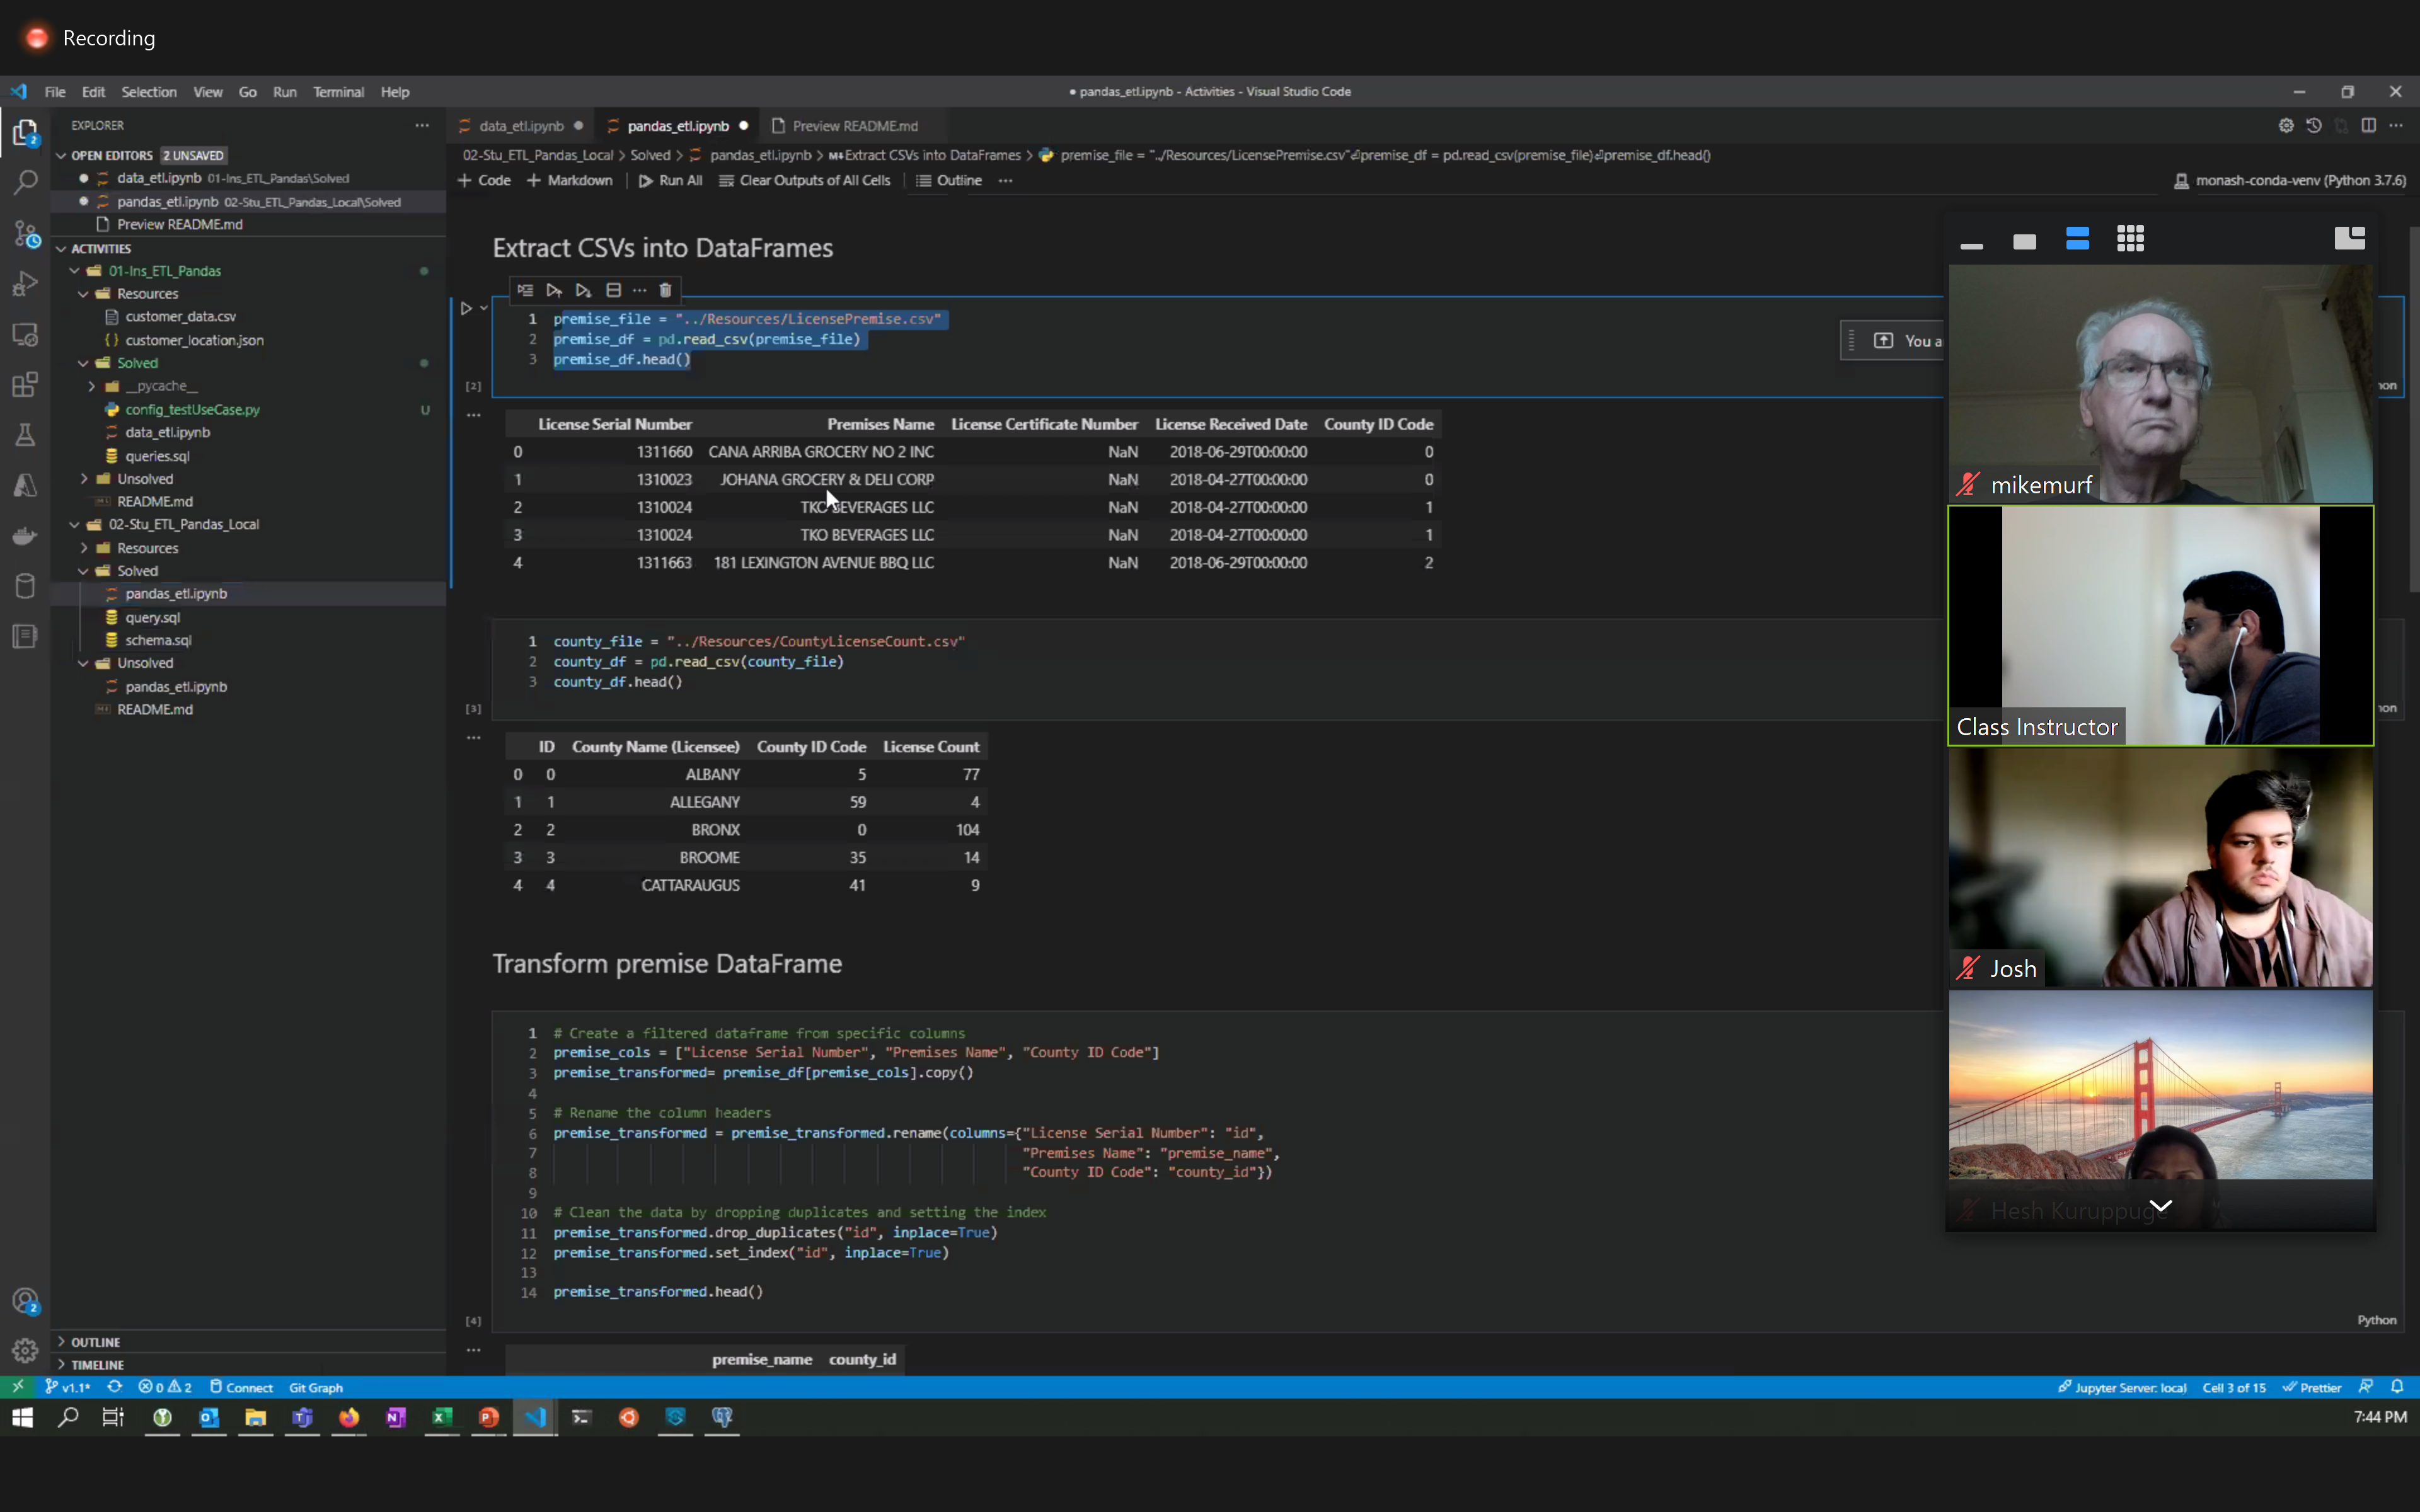 Recording
File Edit Selection View Go Run Terminal Help
● pandas_etl.ipynb - Activities - Visual Studio Code
EXPLORER
OPEN EDITORS 2 UNSAVED
data_etl.ipynb 01-Ins_ETL_Pandas\Solved
pandas_etl.ipynb 02-Stu_ETL_Pandas_Local\Solved
Preview README.md
ACTIVITIES
01-Ins_ETL_Pandas
Resources
customer_data.csv
customer_location.json
Solved
__pycache__
config_testUseCase.py U
data_etl.ipynb
queries.sql
Unsolved
README.md
02-Stu_ETL_Pandas_Local
Resources
Solved
pandas_etl.ipynb
query.sql
schema.sql
Unsolved
pandas_etl.ipynb
README.md
OUTLINE
TIMELINE
data_etl.ipynb pandas_etl.ipynb Preview README.md
02-Stu_ETL_Pandas_Local > Solved > pandas_etl.ipynb > M↓Extract CSVs into DataFrames > premise_file = "../Resources/LicensePremise.csv"⏎premise_df = pd.read_csv(premise_file)⏎premise_df.head()
+ Code + Markdown Run All Clear Outputs of All Cells Outline ...
monash-conda-venv (Python 3.7.6)
Extract CSVs into DataFrames
1 premise_file = "../Resources/LicensePremise.csv"
2 premise_df = pd.read_csv(premise_file)
3 premise_df.head()
[2]
You a
License Serial Number Premises Name License Certificate Number License Received Date County ID Code
0 1311660 CANA ARRIBA GROCERY NO 2 INC NaN 2018-06-29T00:00:00 0
1 1310023 JOHANA GROCERY & DELI CORP NaN 2018-04-27T00:00:00 0
2 1310024 TKO BEVERAGES LLC NaN 2018-04-27T00:00:00 1
3 1310024 TKO BEVERAGES LLC NaN 2018-04-27T00:00:00 1
4 1311663 181 LEXINGTON AVENUE BBQ LLC NaN 2018-06-29T00:00:00 2
1 county_file = "../Resources/CountyLicenseCount.csv"
2 county_df = pd.read_csv(county_file)
3 county_df.head()
[3]
ID County Name (Licensee) County ID Code License Count
0 0 ALBANY 5 77
1 1 ALLEGANY 59 4
2 2 BRONX 0 104
3 3 BROOME 35 14
4 4 CATTARAUGUS 41 9
Transform premise DataFrame
1 # Create a filtered dataframe from specific columns
2 premise_cols = ["License Serial Number", "Premises Name", "County ID Code"]
3 premise_transformed= premise_df[premise_cols].copy()
4
5 # Rename the column headers
6 premise_transformed = premise_transformed.rename(columns={"License Serial Number": "id",
7 "Premises Name": "premise_name",
8 "County ID Code": "county_id"})
9
10 # Clean the data by dropping duplicates and setting the index
11 premise_transformed.drop_duplicates("id", inplace=True)
12 premise_transformed.set_index("id", inplace=True)
13
14 premise_transformed.head()
[4]
Python
premise_name county_id
mikemurf
Class Instructor
Josh
Hesh Kuruppuge
v1.1* 0 2 Connect Git Graph
Jupyter Server: local Cell 3 of 15 Prettier
7:44 PM